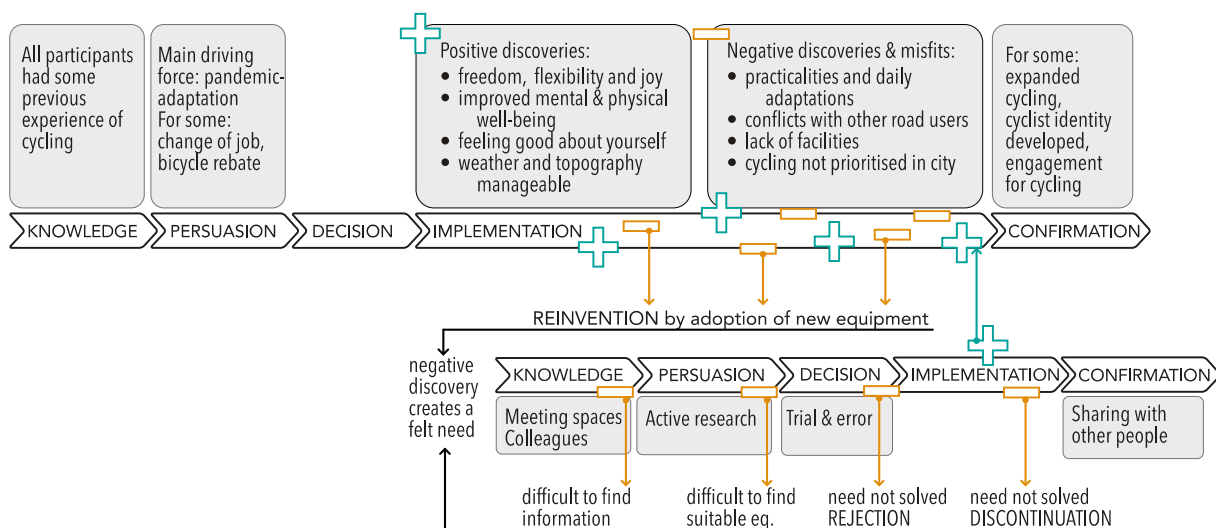 All participants
had some
previous
experience of
cycling
Main driving
force: pandemic-
adaptation
For some:
change of job,
bicycle rebate
Positive discoveries:
• freedom, flexibility and joy
• improved mental & physical
well-being
• feeling good about yourself
• weather and topography
manageable
Negative discoveries & misfits:
• practicalities and daily
adaptations
• conflicts with other road users
• lack of facilities
• cycling not prioritised in city
For some:
expanded
cycling,
cyclist identity
developed,
engagement
for cycling
KNOWLEDGE
PERSUASION
DECISION
IMPLEMENTATION
CONFIRMATION
REINVENTION by adoption of new equipment
negative
discovery
creates a
felt need
KNOWLEDGE
PERSUASION
DECISION
IMPLEMENTATION
CONFIRMATION
Meeting spaces
Colleagues
Active research
Trial & error
Sharing with
other people
difficult to find
information
difficult to find
suitable eq.
need not solved
REJECTION
need not solved
DISCONTINUATION